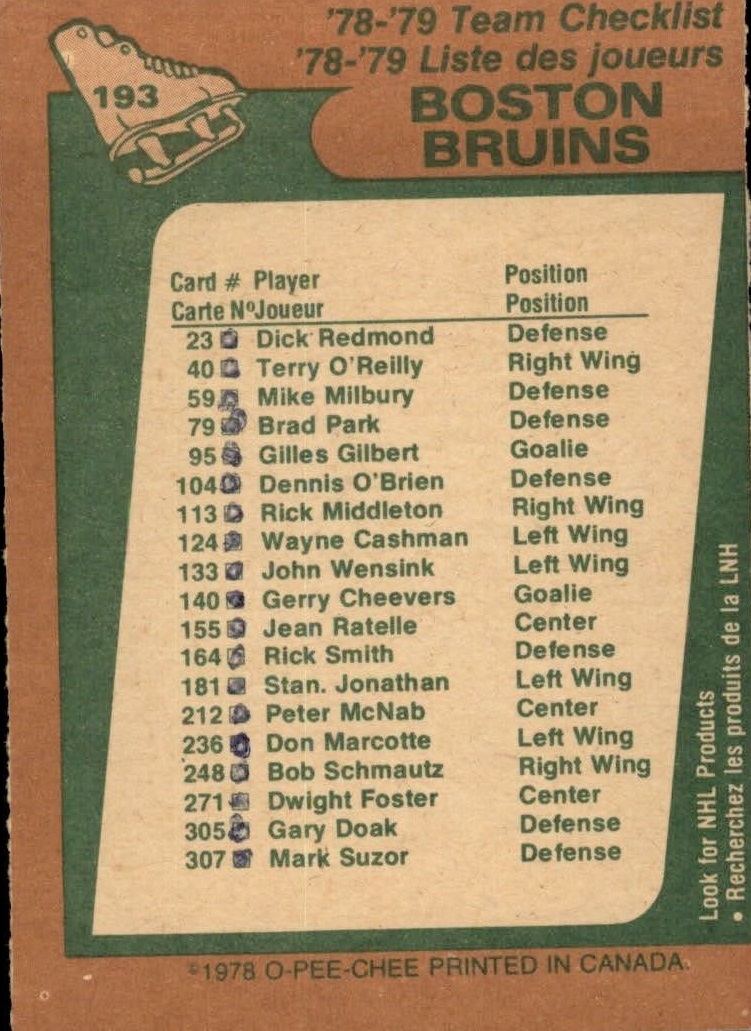 '78-'79 Team Checklist
'78-'79 Liste des joueurs
193
BOSTON
BRUINS
Card # Player Position
Carte Nº Joueur Position
23 Dick Redmond Defense
40 Terry O'Reilly Right Wing
59 Mike Milbury Defense
79 Brad Park Defense
95 Gilles Gilbert Goalie
104 Dennis O'Brien Defense
113 Rick Middleton Right Wing
124 Wayne Cashman Left Wing
133 John Wensink Left Wing
140 Gerry Cheevers Goalie
155 Jean Ratelle Center
164 Rick Smith Defense
181 Stan. Jonathan Left Wing
212 Peter McNab Center
236 Don Marcotte Left Wing
248 Bob Schmautz Right Wing
271 Dwight Foster Center
305 Gary Doak Defense
307 Mark Suzor Defense
Look for NHL Products
• Recherchez les produits de la LNH
©1978 O-PEE-CHEE PRINTED IN CANADA.